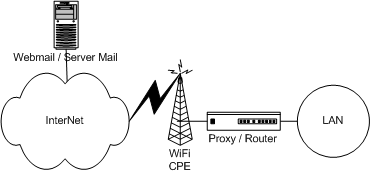 Webmail / Server Mail
InterNet
WiFi
CPE
Proxy / Router
LAN